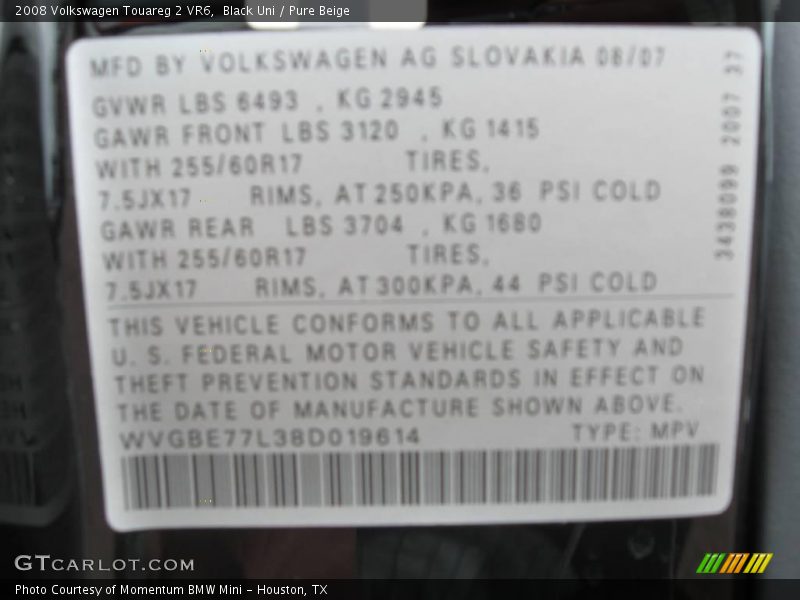 2008 Volkswagen Touareg 2 VR6, Black Uni / Pure Beige
MFD BY VOLKSWAGEN AG SLOVAKIA 08/07
GVWR LBS 6493 , KG 2945
GAWR FRONT LBS 3120 , KG 1415
WITH 255/60R17 TIRES,
7.5JX17 RIMS, AT 250KPA, 36 PSI COLD
GAWR REAR LBS 3704 , KG 1680
WITH 255/60R17 TIRES,
7.5JX17 RIMS, AT 300KPA, 44 PSI COLD
THIS VEHICLE CONFORMS TO ALL APPLICABLE
U. S. FEDERAL MOTOR VEHICLE SAFETY AND
THEFT PREVENTION STANDARDS IN EFFECT ON
THE DATE OF MANUFACTURE SHOWN ABOVE.
WVGBE77L38D019614 TYPE: MPV
3438099 2007 37
GTCARLOT.COM
Photo Courtesy of Momentum BMW Mini - Houston, TX